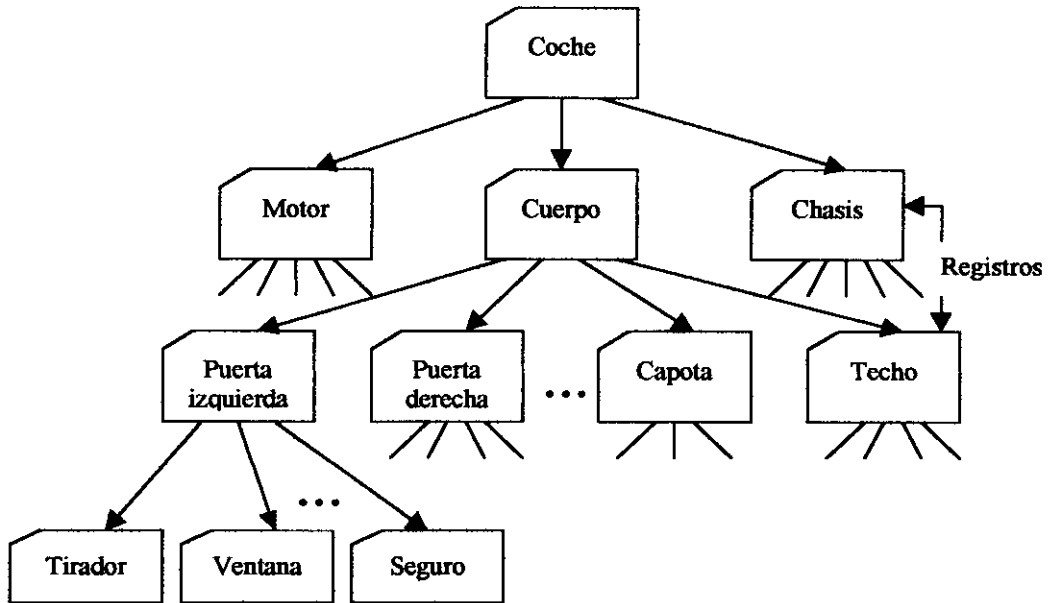 Coche
Motor
Cuerpo
Chasis
Registros
Puerta
izquierda
Puerta
derecha
...
Capota
Techo
...
Tirador
Ventana
Seguro